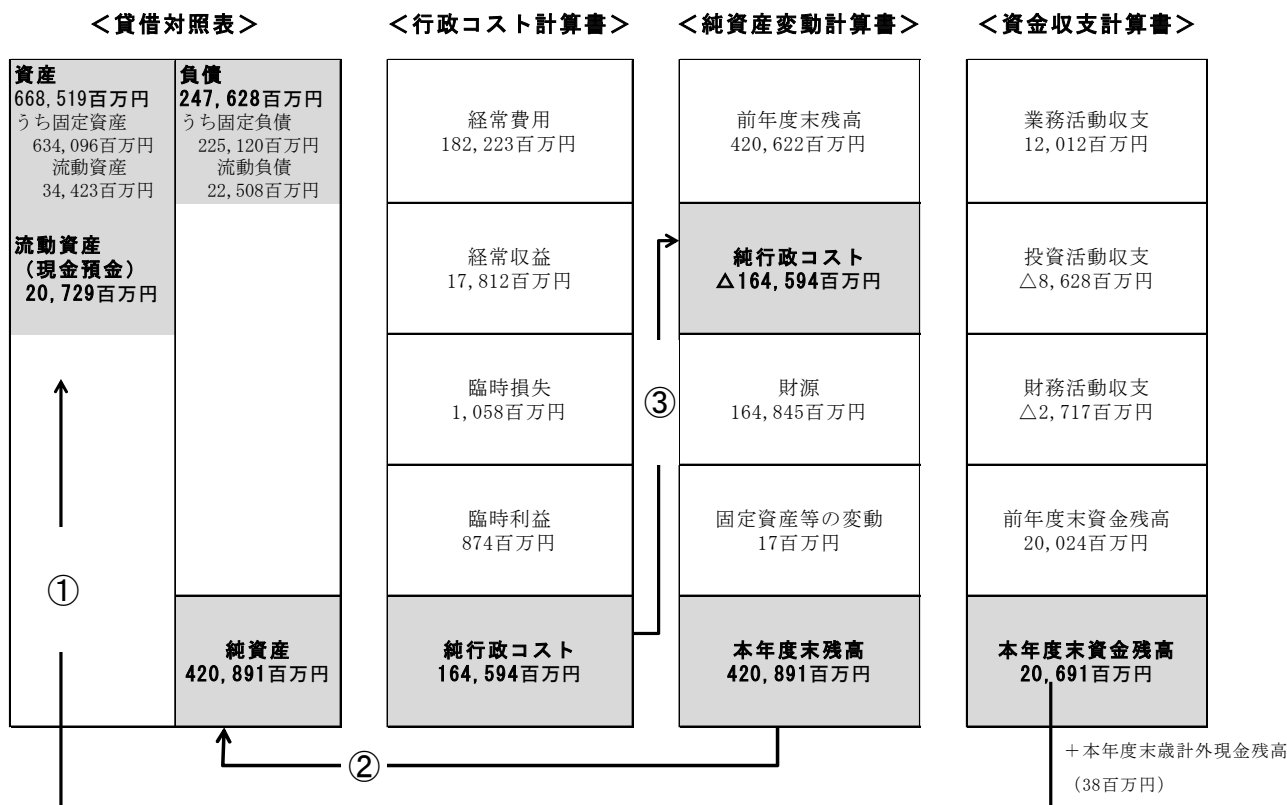 ＜貸借対照表＞
資産
668,519百万円
うち固定資産
634,096百万円
流動資産
34,423百万円
流動資産
（現金預金）
20,729百万円
負債
247,628百万円
うち固定負債
225,120百万円
流動負債
22,508百万円
純資産
420,891百万円
①
＜行政コスト計算書＞
経常費用
182,223百万円
経常収益
17,812百万円
臨時損失
1,058百万円
臨時利益
874百万円
純行政コスト
164,594百万円
②
③
＜純資産変動計算書＞
前年度末残高
420,622百万円
純行政コスト
△164,594百万円
財源
164,845百万円
固定資産等の変動
17百万円
本年度末残高
420,891百万円
＜資金収支計算書＞
業務活動収支
12,012百万円
投資活動収支
△8,628百万円
財務活動収支
△2,717百万円
前年度末資金残高
20,024百万円
本年度末資金残高
20,691百万円
＋本年度末歳計外現金残高
（38百万円）